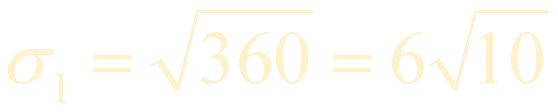 σ₁ = √360 = 6√10